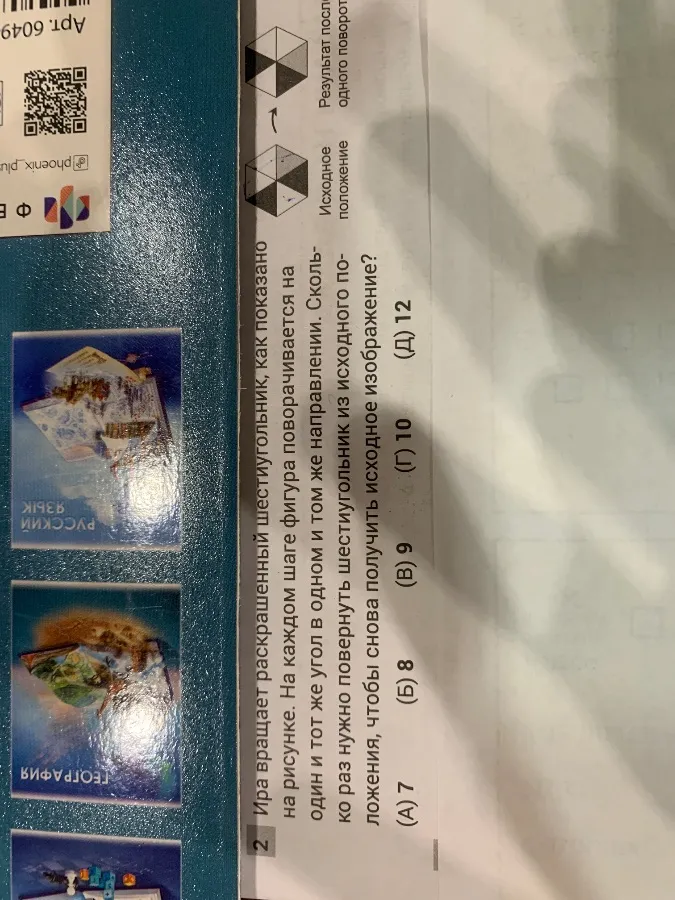 2 Ира вращает раскрашенный шестиугольник, как показано
на рисунке. На каждом шаге фигура поворачивается на
один и тот же угол в одном и том же направлении. Сколь-
ко раз нужно повернуть шестиугольник из исходного по-
ложения, чтобы снова получить исходное изображение?
(А) 7 (Б) 8 (В) 9 (Г) 10 (Д) 12
Исходное
положение
Результат после
одного поворот
ГЕОГРАФИЯ
РУССКИЙ
ЯЗЫК
Арт. 6049
phoenix_plus
Ф